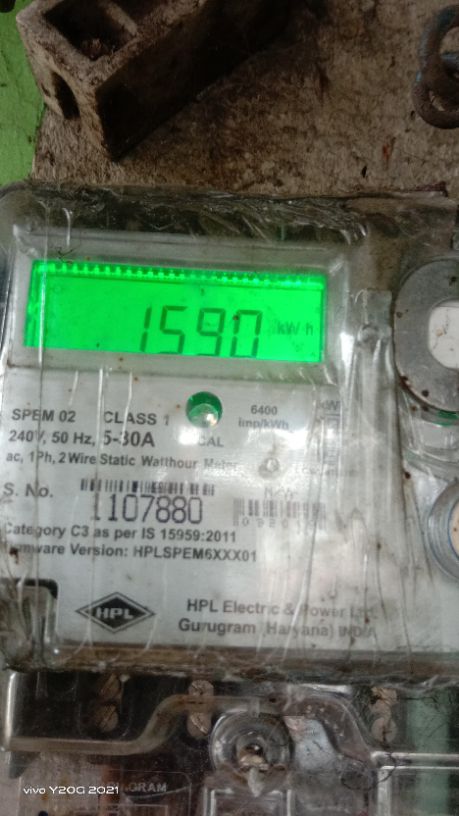 1590 kW h
SPEM 02 CLASS 1 6400
imp/kWh
240V, 50 Hz, 5-30A CAL
ac, 1Ph, 2 Wire Static Watthour Meter
S. No.
1107880
Category C3 as per IS 15959:2011
Firmware Version: HPLSPEM6XXX01
HPL
HPL Electric & Power Ltd
Gurugram (Haryana) INDIA
vivo Y20G 2021